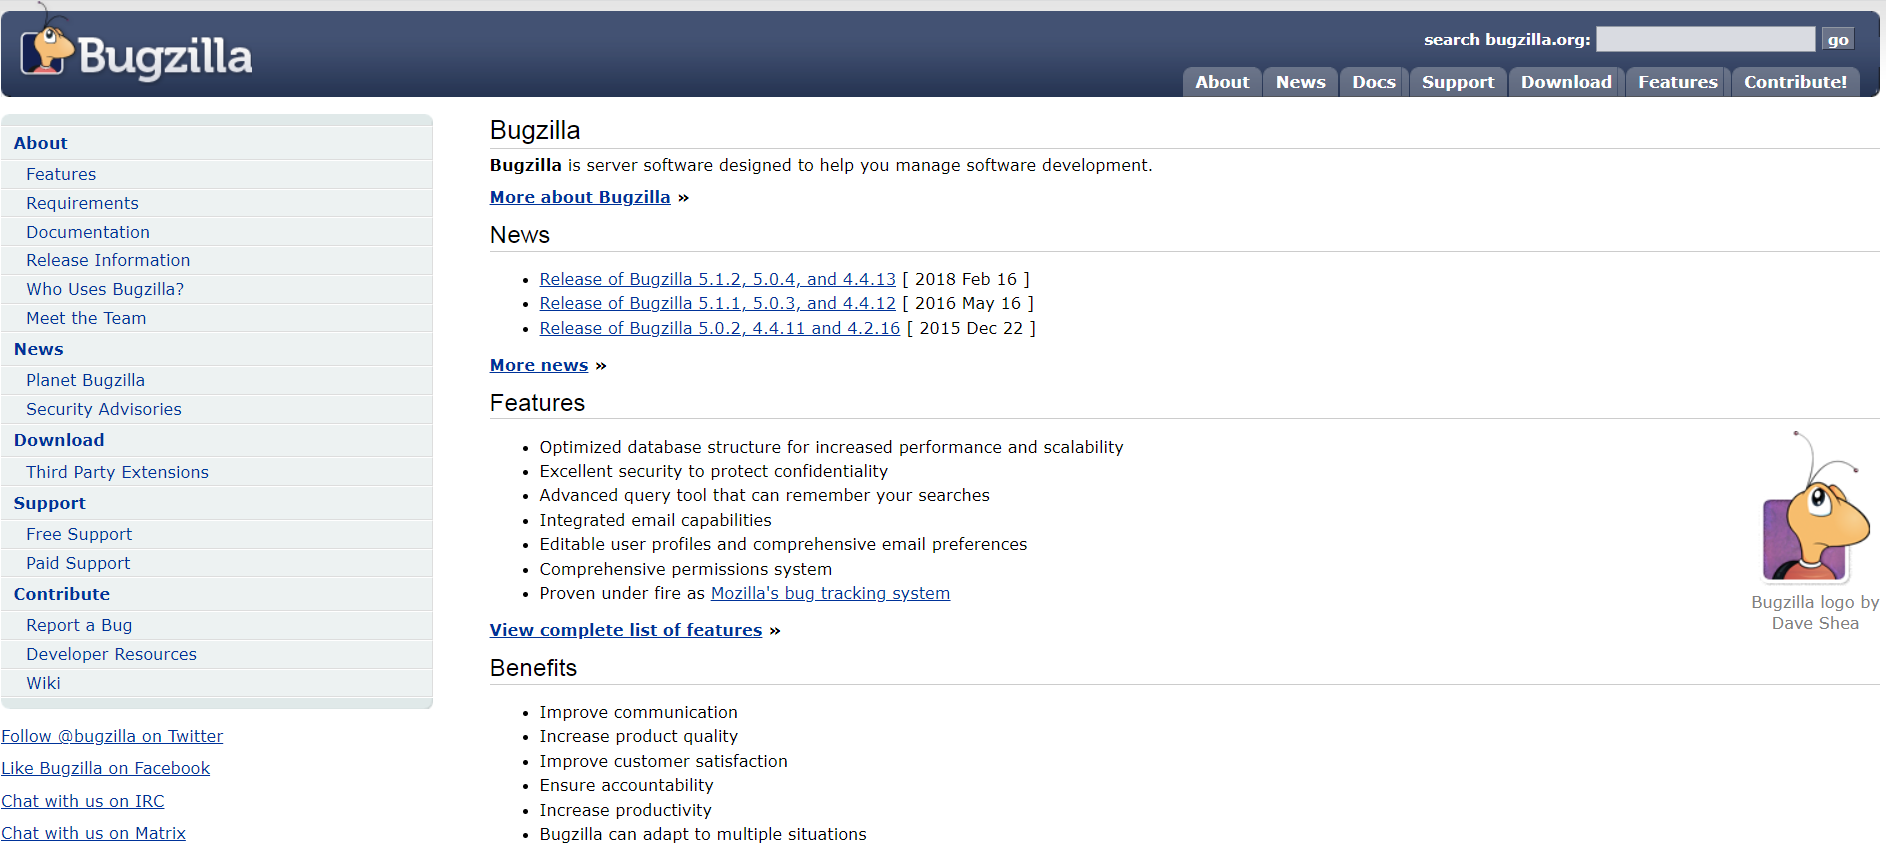 Bugzilla
search bugzilla.org:
go
About
News
Docs
Support
Download
Features
Contribute!
About
Features
Requirements
Documentation
Release Information
Who Uses Bugzilla?
Meet the Team
News
Planet Bugzilla
Security Advisories
Download
Third Party Extensions
Support
Free Support
Paid Support
Contribute
Report a Bug
Developer Resources
Wiki
Follow @bugzilla on Twitter
Like Bugzilla on Facebook
Chat with us on IRC
Chat with us on Matrix
Bugzilla
Bugzilla is server software designed to help you manage software development.
More about Bugzilla »
News
• Release of Bugzilla 5.1.2, 5.0.4, and 4.4.13 [ 2018 Feb 16 ]
• Release of Bugzilla 5.1.1, 5.0.3, and 4.4.12 [ 2016 May 16 ]
• Release of Bugzilla 5.0.2, 4.4.11 and 4.2.16 [ 2015 Dec 22 ]
More news »
Features
• Optimized database structure for increased performance and scalability
• Excellent security to protect confidentiality
• Advanced query tool that can remember your searches
• Integrated email capabilities
• Editable user profiles and comprehensive email preferences
• Comprehensive permissions system
• Proven under fire as Mozilla's bug tracking system
View complete list of features »
Bugzilla logo by
Dave Shea
Benefits
• Improve communication
• Increase product quality
• Improve customer satisfaction
• Ensure accountability
• Increase productivity
• Bugzilla can adapt to multiple situations